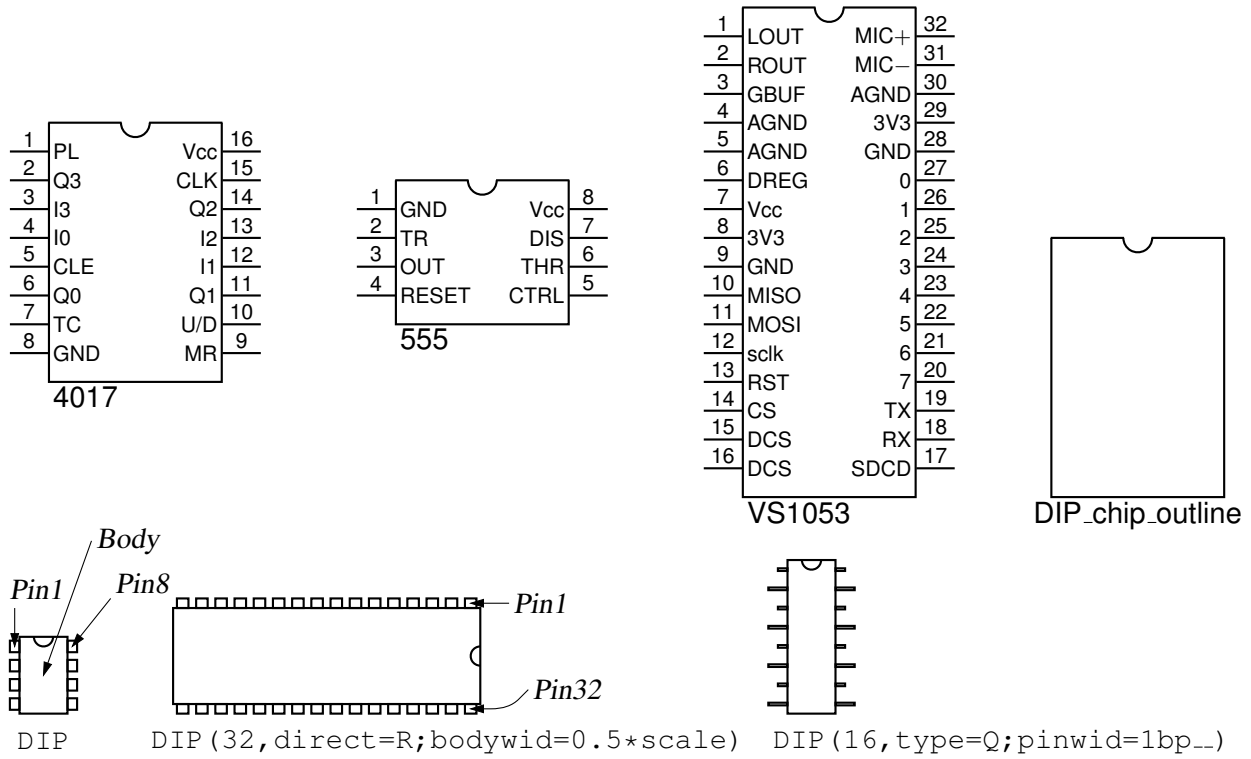 1 PL Vcc 16
2 Q3 CLK 15
3 I3 Q2 14
4 I0 I2 13
5 CLE I1 12
6 Q0 Q1 11
7 TC U/D 10
8 GND MR 9
4017
1 GND Vcc 8
2 TR DIS 7
3 OUT THR 6
4 RESET CTRL 5
555
1 LOUT MIC+ 32
2 ROUT MIC− 31
3 GBUF AGND 30
4 AGND 3V3 29
5 AGND GND 28
6 DREG 0 27
7 Vcc 1 26
8 3V3 2 25
9 GND 3 24
10 MISO 4 23
11 MOSI 5 22
12 sclk 6 21
13 RST 7 20
14 CS TX 19
15 DCS RX 18
16 DCS SDCD 17
VS1053
DIP_chip_outline
Body
Pin1
Pin8
DIP
Pin1
Pin32
DIP(32,direct=R;bodywid=0.5*scale)
DIP(16,type=Q;pinwid=1bp__)